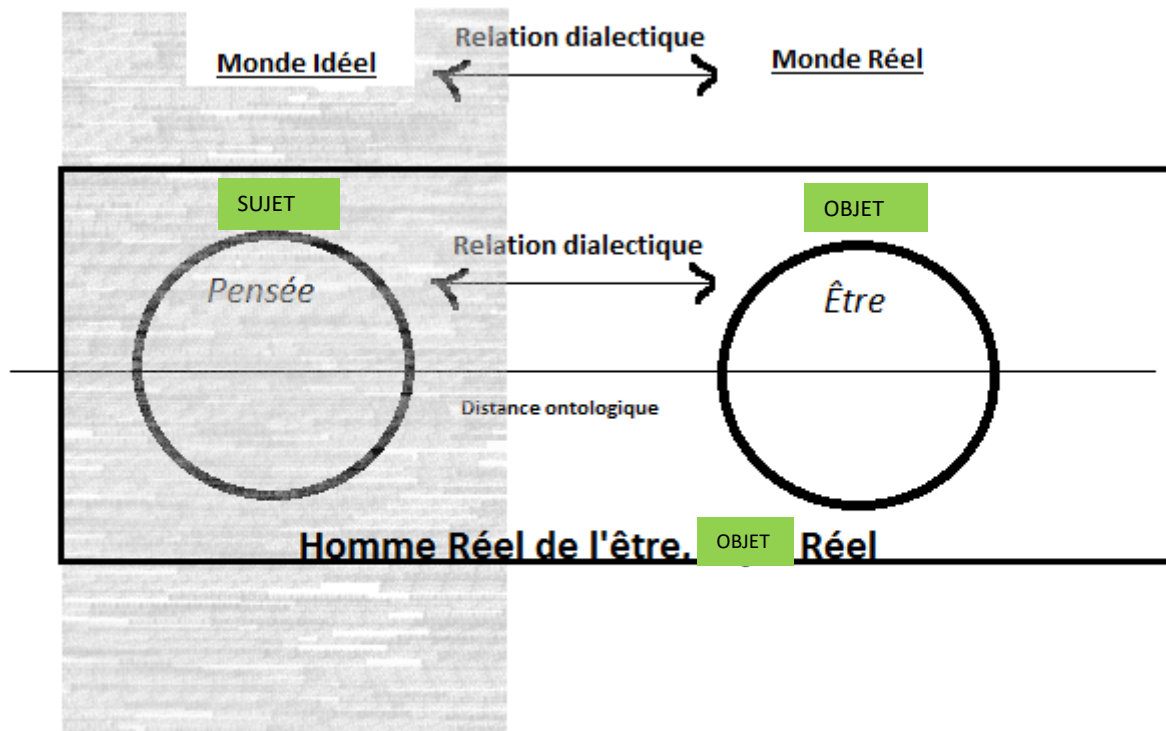 Relation dialectique
Monde Idéel
Monde Réel
SUJET
OBJET
Relation dialectique
Pensée
Être
Distance ontologique
Homme Réel de l'être. OBJET Réel